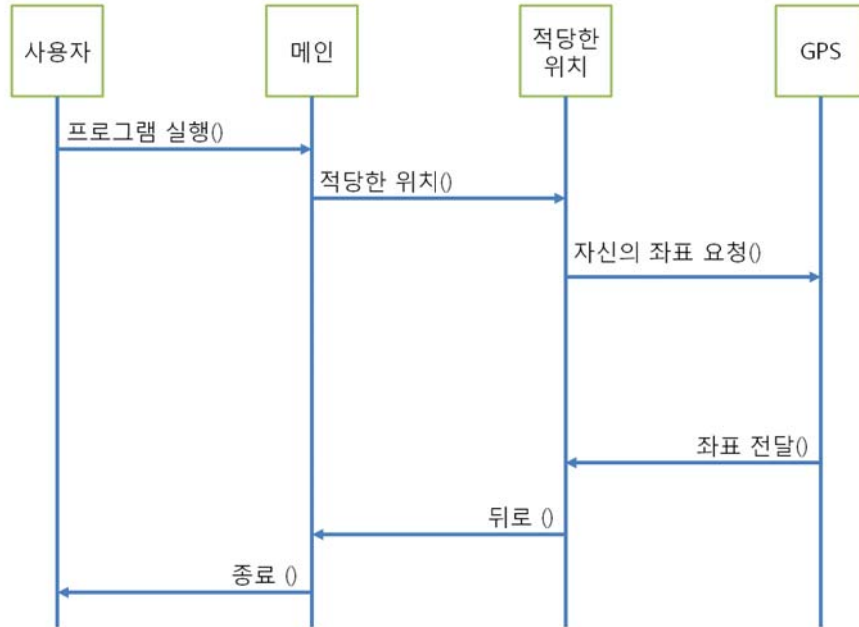 사용자
메인
적당한
위치
GPS
프로그램 실행()
적당한 위치()
자신의 좌표 요청()
좌표 전달()
뒤로 ()
종료 ()